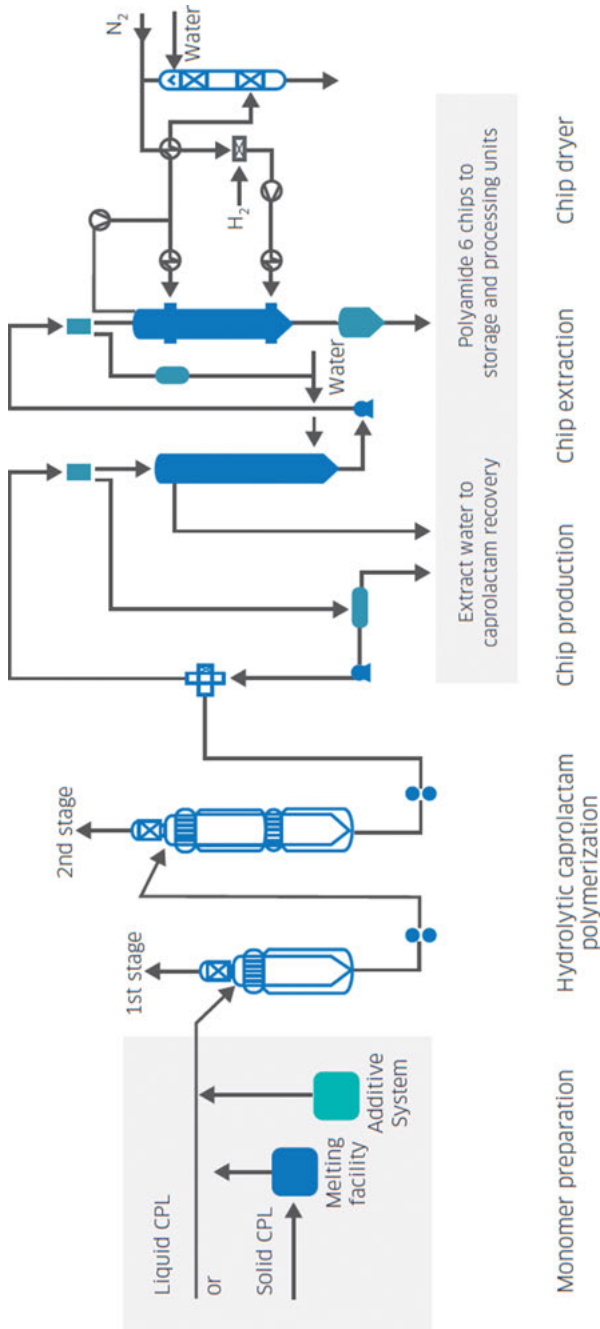 Liquid CPL
or
Solid CPL
Melting
facility
Additive
System
1st stage
2nd stage
Water
H₂
N₂
Water
Extract water to
caprolactam recovery
Polyamide 6 chips to
storage and processing units
Monomer preparation
Hydrolytic caprolactam
polymerization
Chip production
Chip extraction
Chip dryer